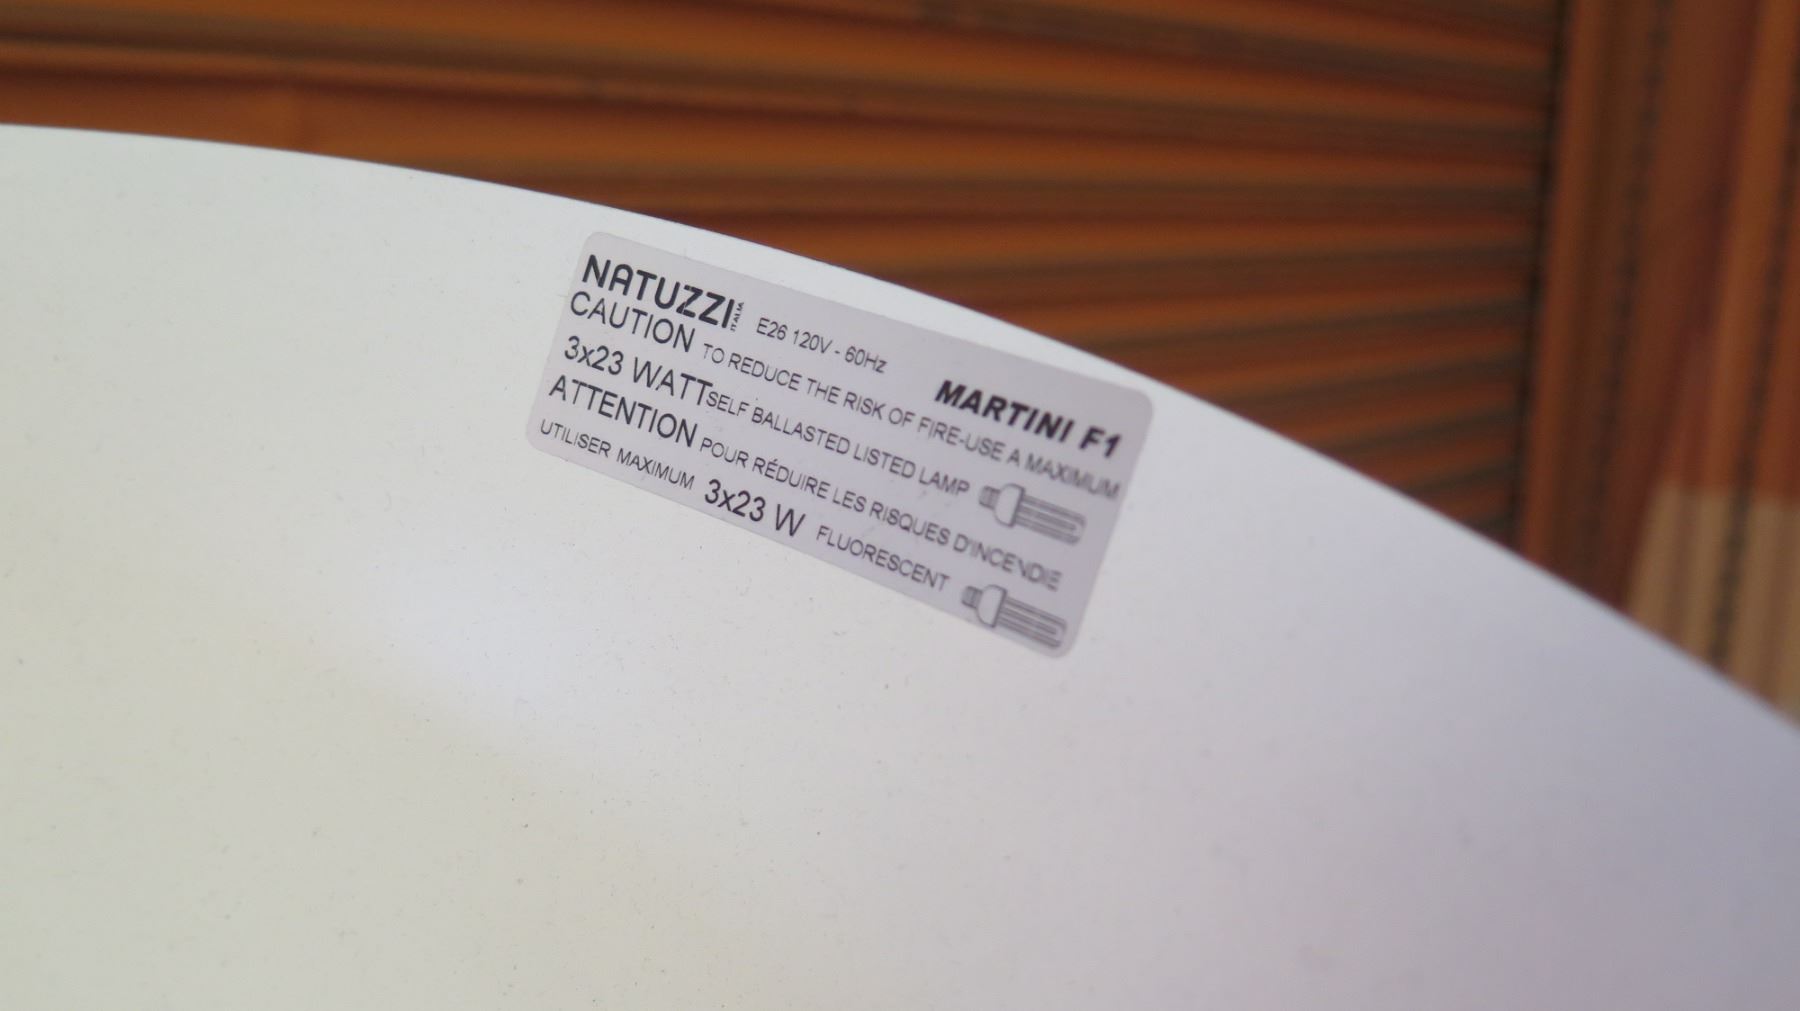 NATUZZI ITALIA E26 120V - 60Hz MARTINI F1
CAUTION TO REDUCE THE RISK OF FIRE-USE A MAXIMUM
3x23 WATT SELF BALLASTED LISTED LAMP
ATTENTION POUR RÉDUIRE LES RISQUES D'INCENDIE
UTILISER MAXIMUM 3x23 W FLUORESCENT